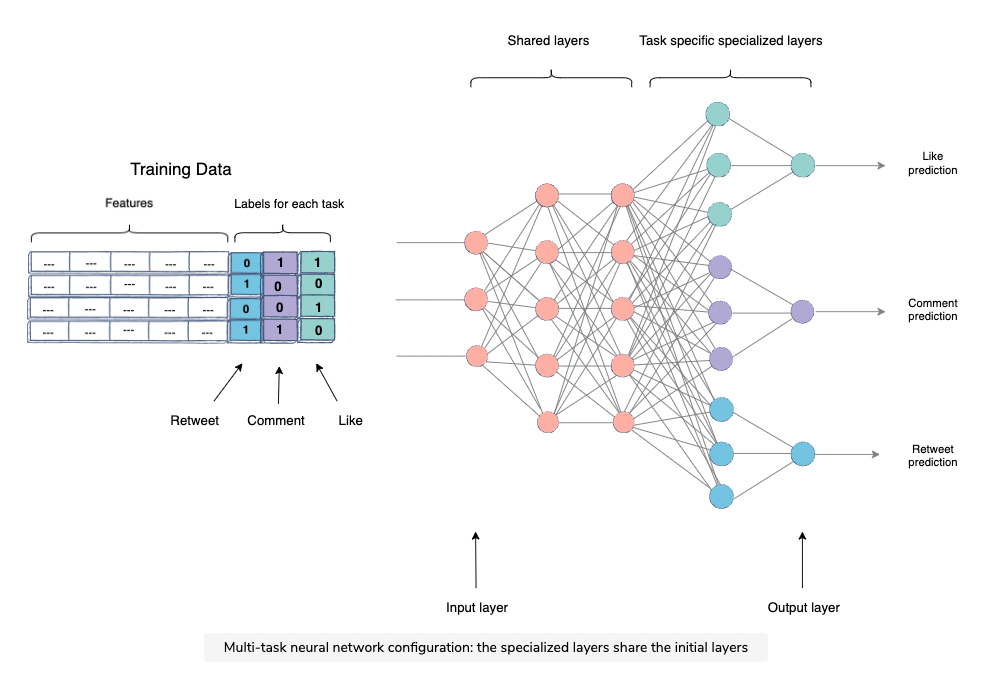 Shared layers
Task specific specialized layers
Training Data
Features
Labels for each task
--- --- --- --- --- 0 1 1
--- --- --- --- --- 1 0 0
--- --- --- --- --- 0 0 1
--- --- --- --- --- 1 1 0
Retweet
Comment
Like
Like
prediction
Comment
prediction
Retweet
prediction
Input layer
Output layer
Multi-task neural network configuration: the specialized layers share the initial layers